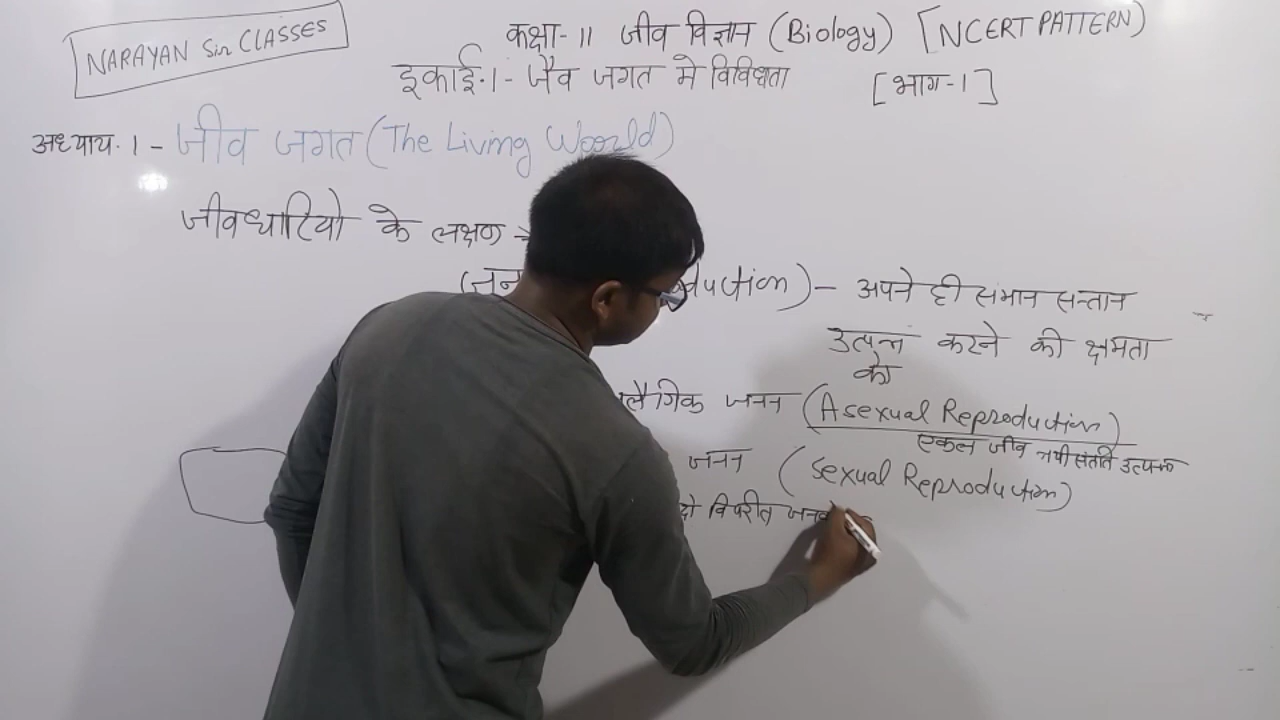 NARAYAN Sir CLASSES
कक्षा-11 जीव विज्ञान (Biology) [NCERT PATTERN)
इकाई.1- जैव जगत मे विविधता [भाग-1]
अध्याय.1- जीव जगत (The Living World)
जीवधारियो के लक्षण
(जन duction)- अपने ही समान सन्तान
उत्पन्न करने की क्षमता
को
लैगिक जनन (Asexual Reproduction)
एकल जीव नयी संतति उत्पन्न
जनन (Sexual Reproduction)
दो विपरीत